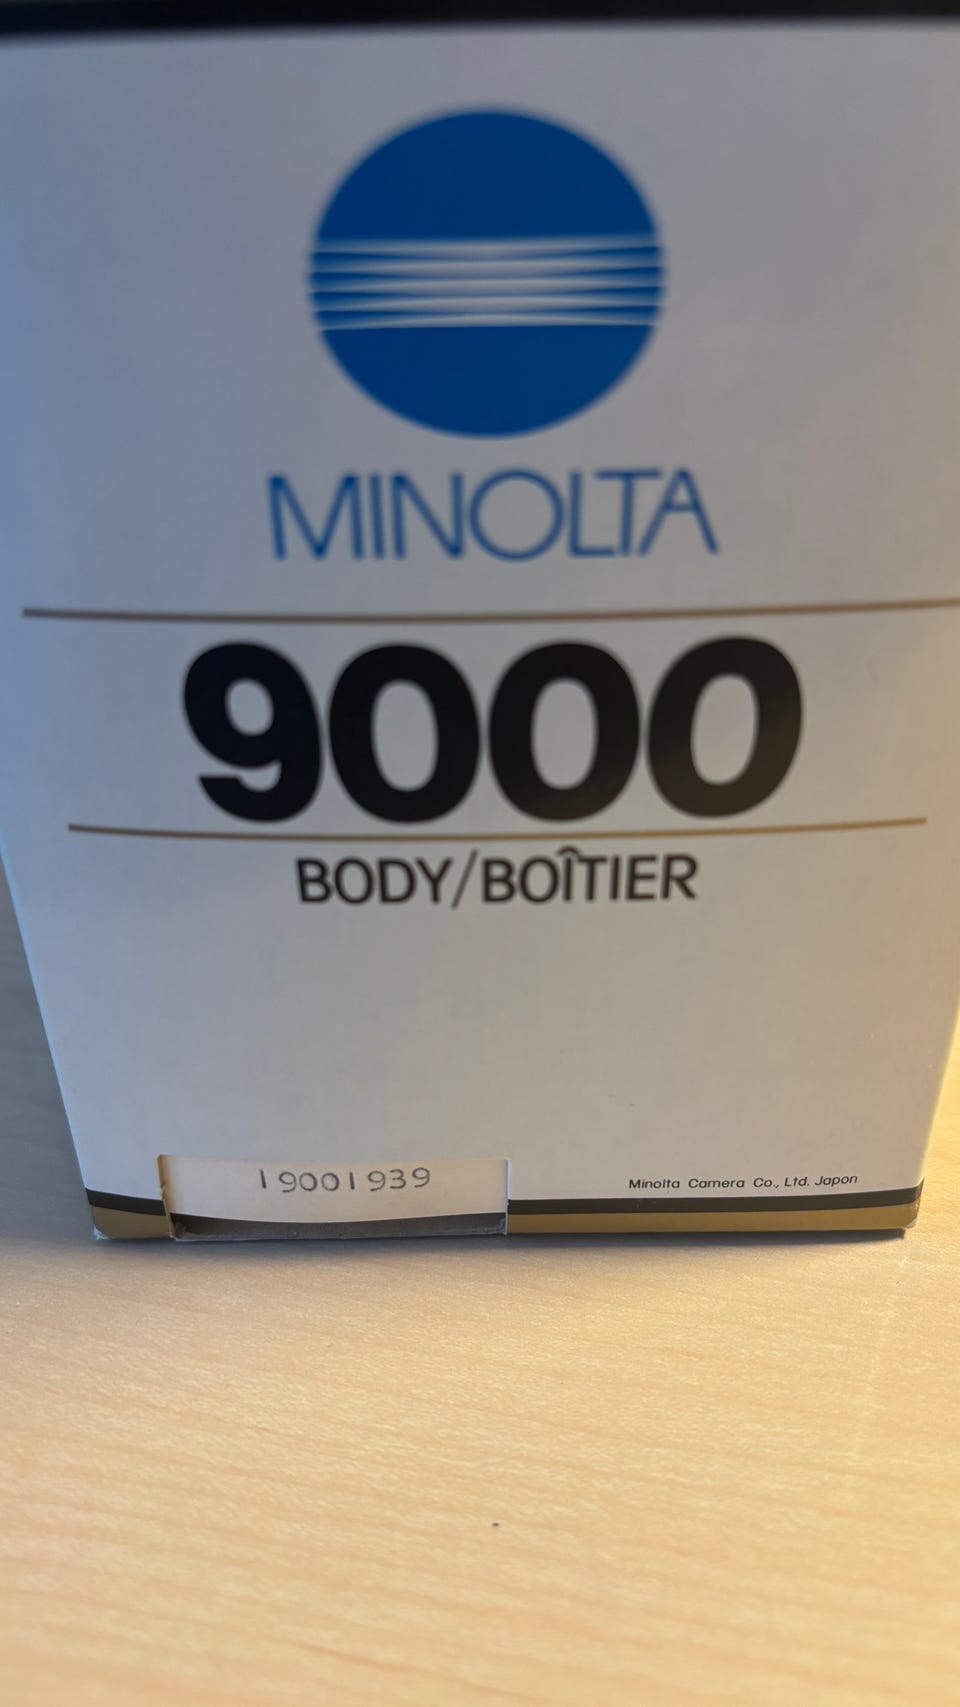 MINOLTA
9000
BODY/BOÎTIER
19001939
Minolta Camera Co., Ltd. Japon